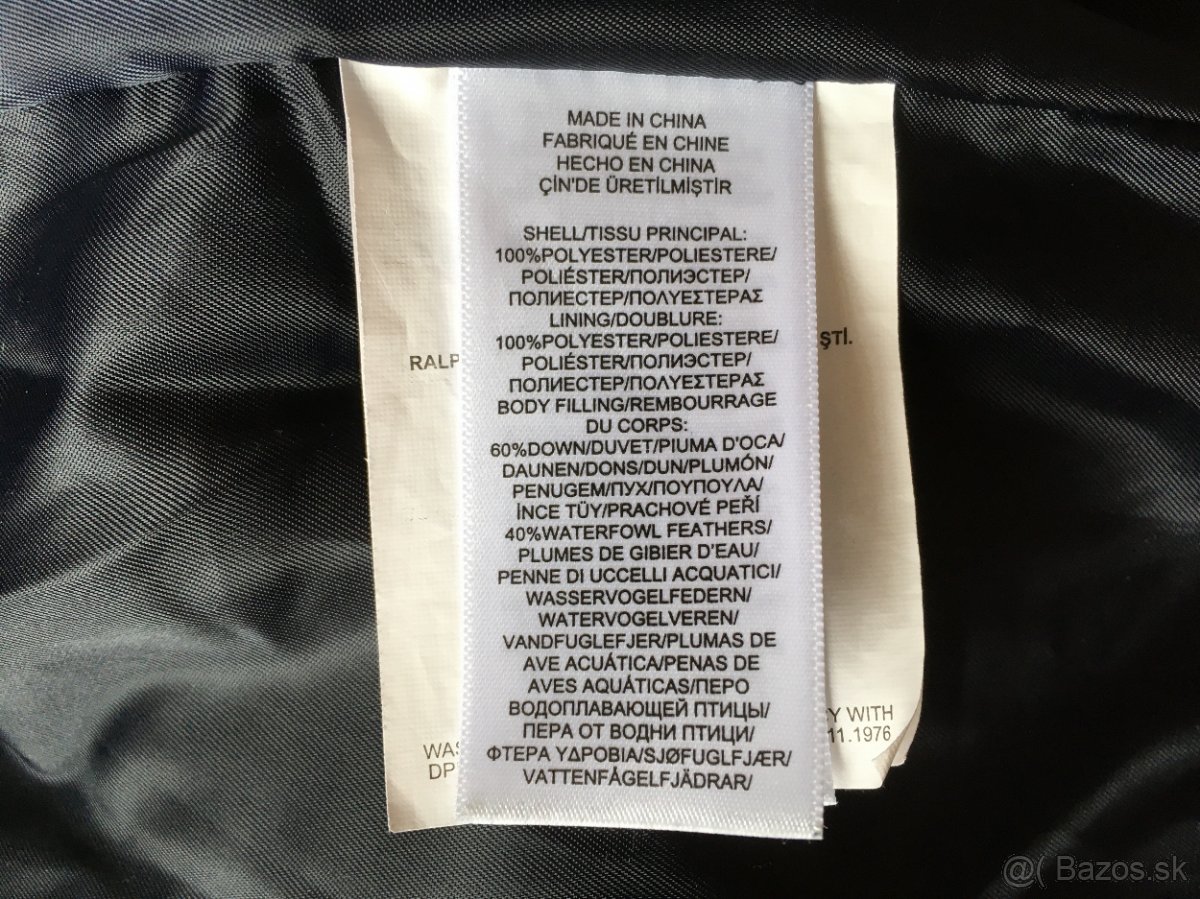 MADE IN CHINA
FABRIQUÉ EN CHINE
HECHO EN CHINA
ÇİN'DE ÜRETİLMİŞTİR
SHELL/TISSU PRINCIPAL:
100%POLYESTER/POLIESTERE/
POLIÉSTER/ПОЛИЭСТЕР/
ПОЛИЕСТЕР/ΠΟΛΥΕΣΤΕΡΑΣ
LINING/DOUBLURE:
100%POLYESTER/POLIESTERE/
POLIÉSTER/ПОЛИЭСТЕР/
ПОЛИЕСТЕР/ΠΟΛΥΕΣΤΕΡΑΣ
BODY FILLING/REMBOURRAGE
DU CORPS:
60%DOWN/DUVET/PIUMA D'OCA/
DAUNEN/DONS/DUN/PLUMÓN/
PENUGEM/ПУХ/ΠΟΥΠΟΥΛΑ/
İNCE TÜY/PRACHOVÉ PEŘÍ
40%WATERFOWL FEATHERS/
PLUMES DE GIBIER D'EAU/
PENNE DI UCCELLI ACQUATICI/
WASSERVOGELFEDERN/
WATERVOGELVEREN/
VANDFUGLEFJER/PLUMAS DE
AVE ACUÁTICA/PENAS DE
AVES AQUÁTICAS/ПЕРО
ВОДОПЛАВАЮЩЕЙ ПТИЦЫ/
ПЕРА ОТ ВОДНИ ПТИЦИ/
ΦΤΕΡΑ ΥΔΡΟΒΙΑ/SJØFUGLFJÆR/
VATTENFÅGELFJÄDRAR/
RALP
ŞTİ.
WAS
DP
Y WITH
11.1976
@( Bazos.sk